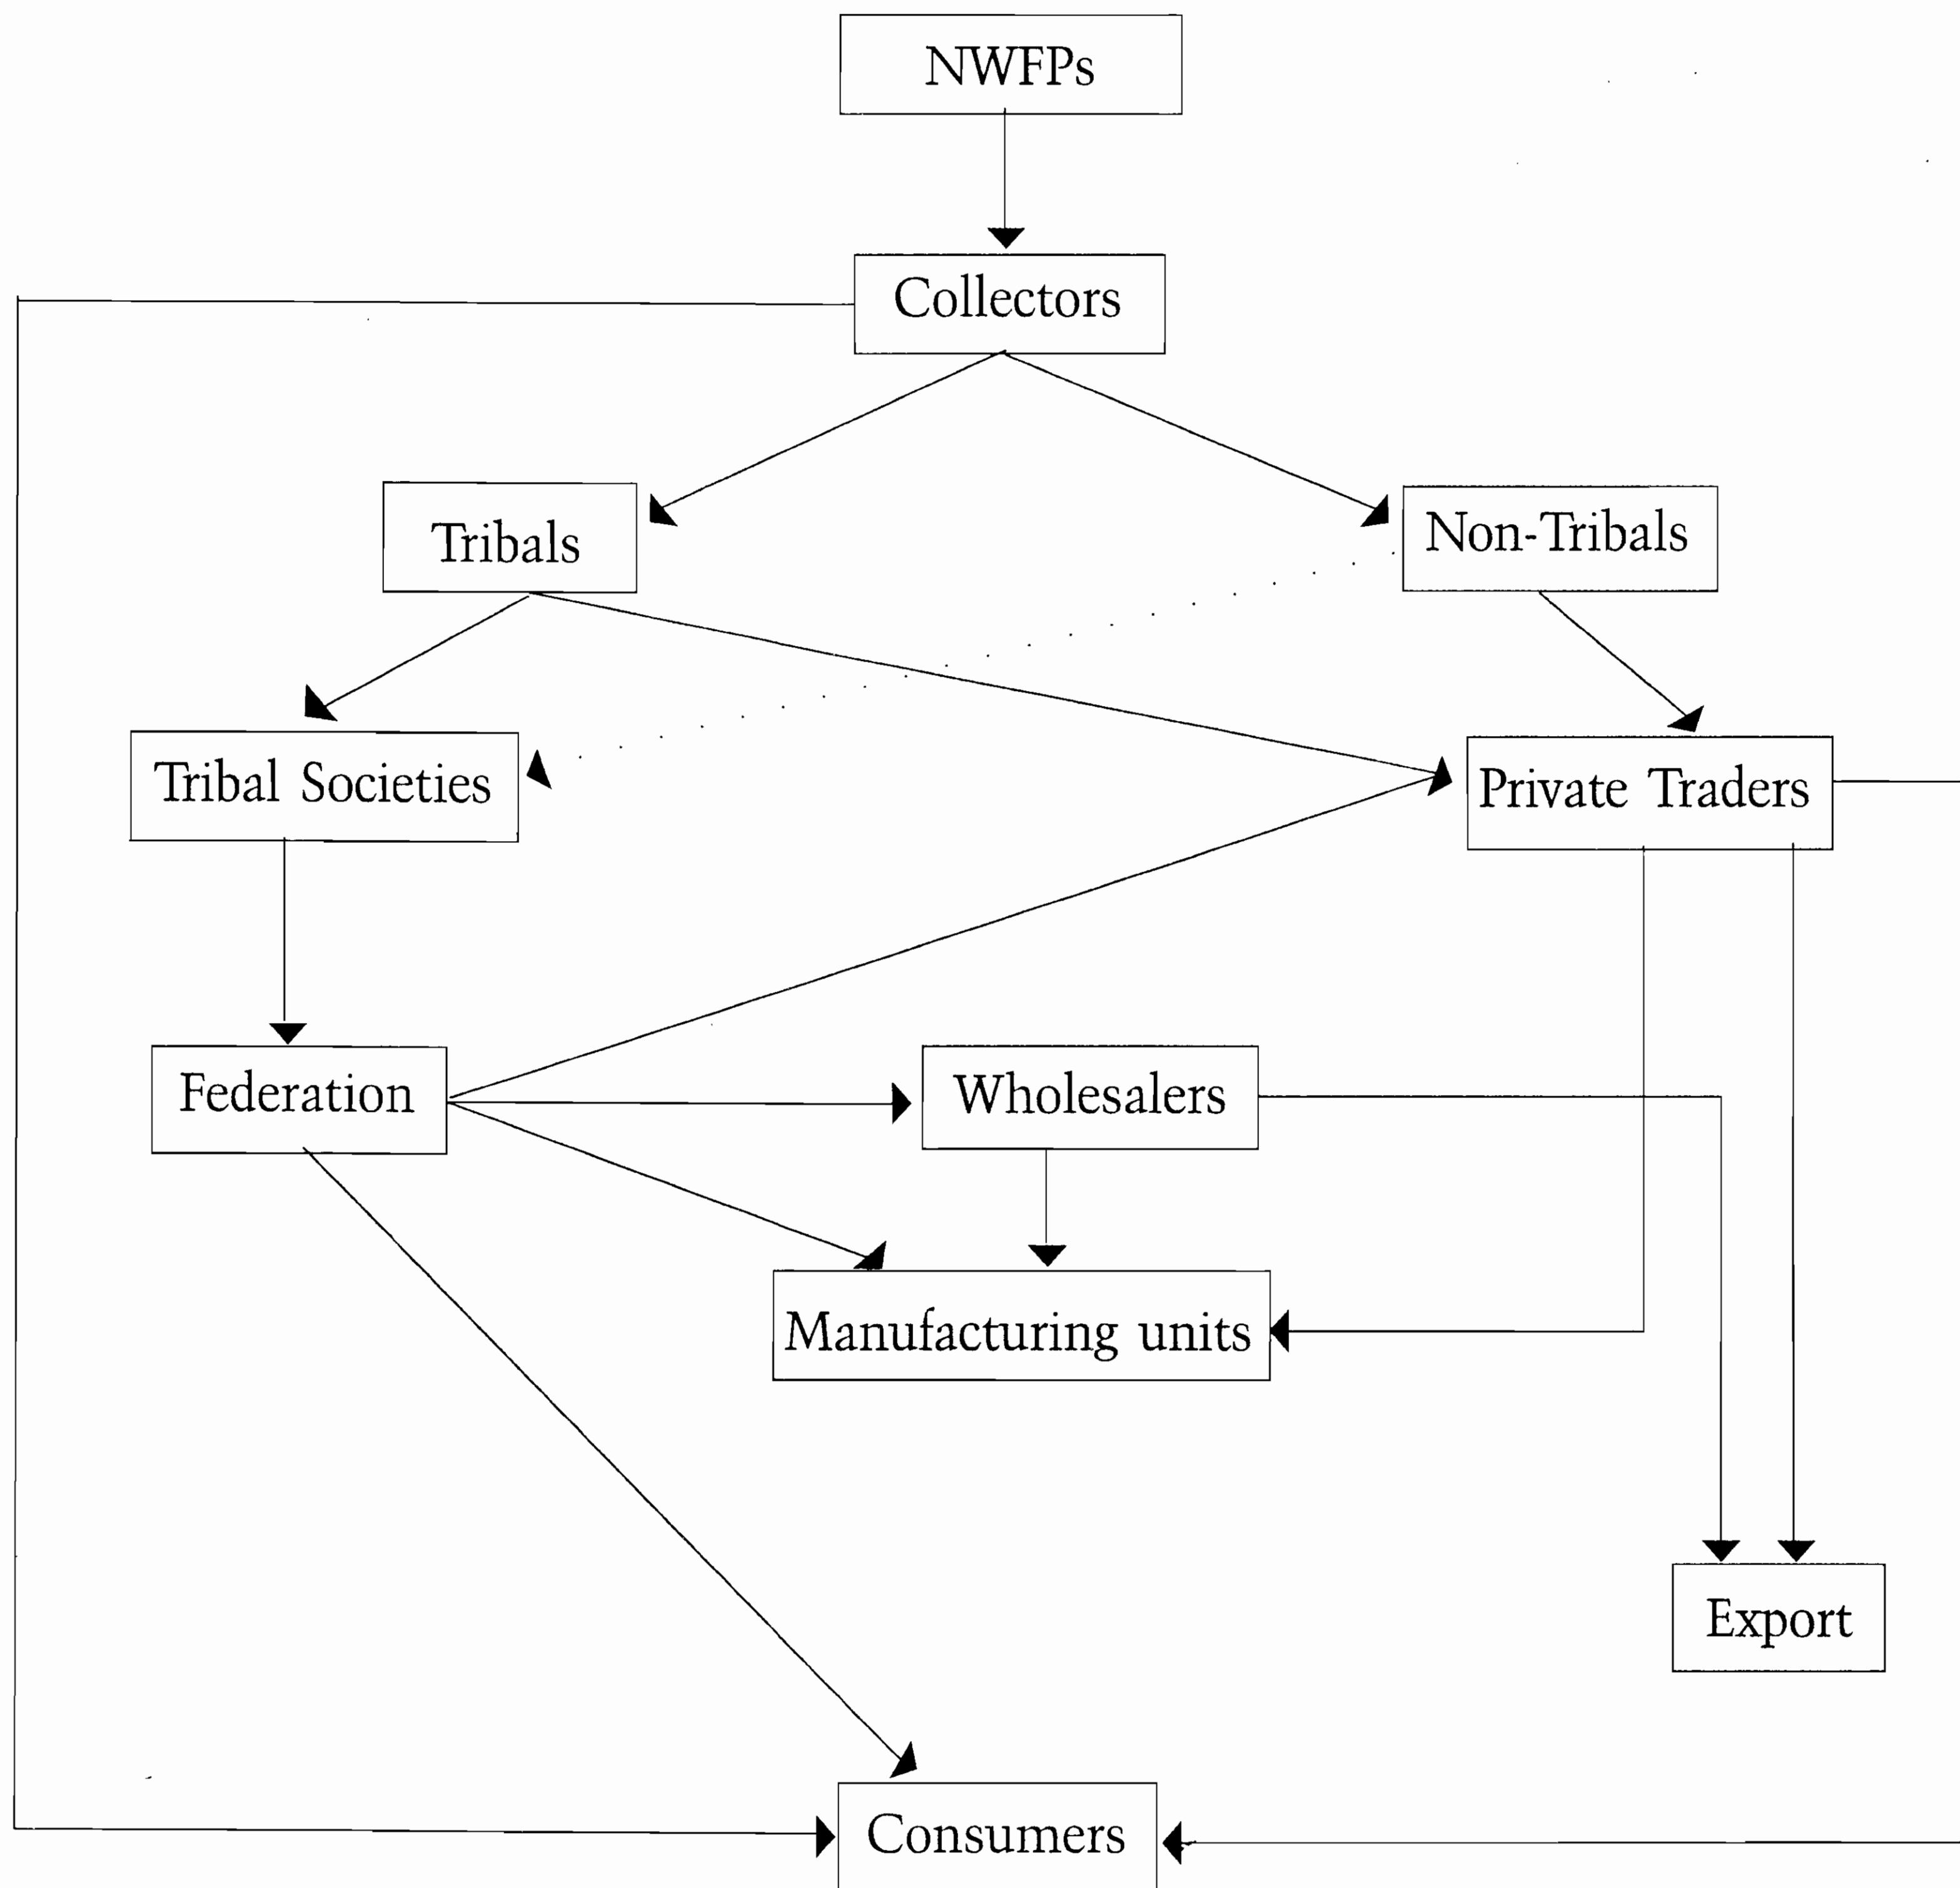 NWFPs
Collectors
Tribals
Non-Tribals
Tribal Societies
Private Traders
Federation
Wholesalers
Manufacturing units
Export
Consumers